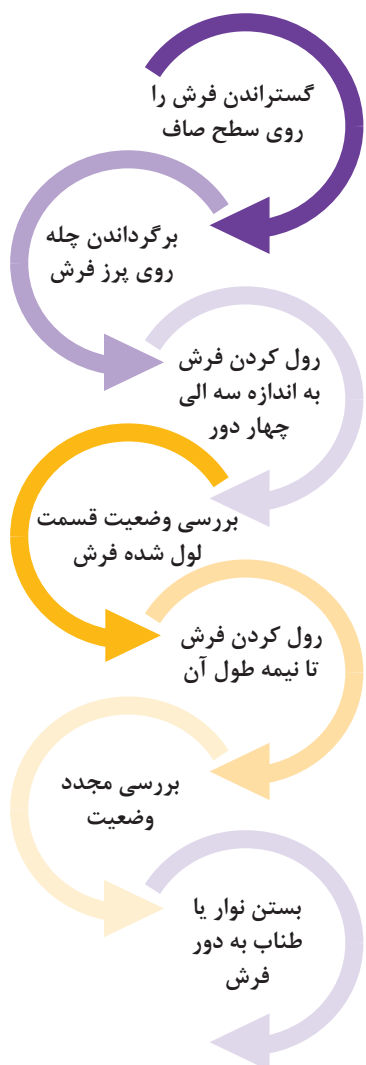 گستراندن فرش را
روی سطح صاف
برگرداندن چله
روی پرز فرش
رول کردن فرش
به اندازه سه الی
چهار دور
بررسی وضعیت قسمت
لول شده فرش
رول کردن فرش
تا نیمه طول آن
بررسی مجدد
وضعیت
بستن نوار یا
طناب به دور
فرش